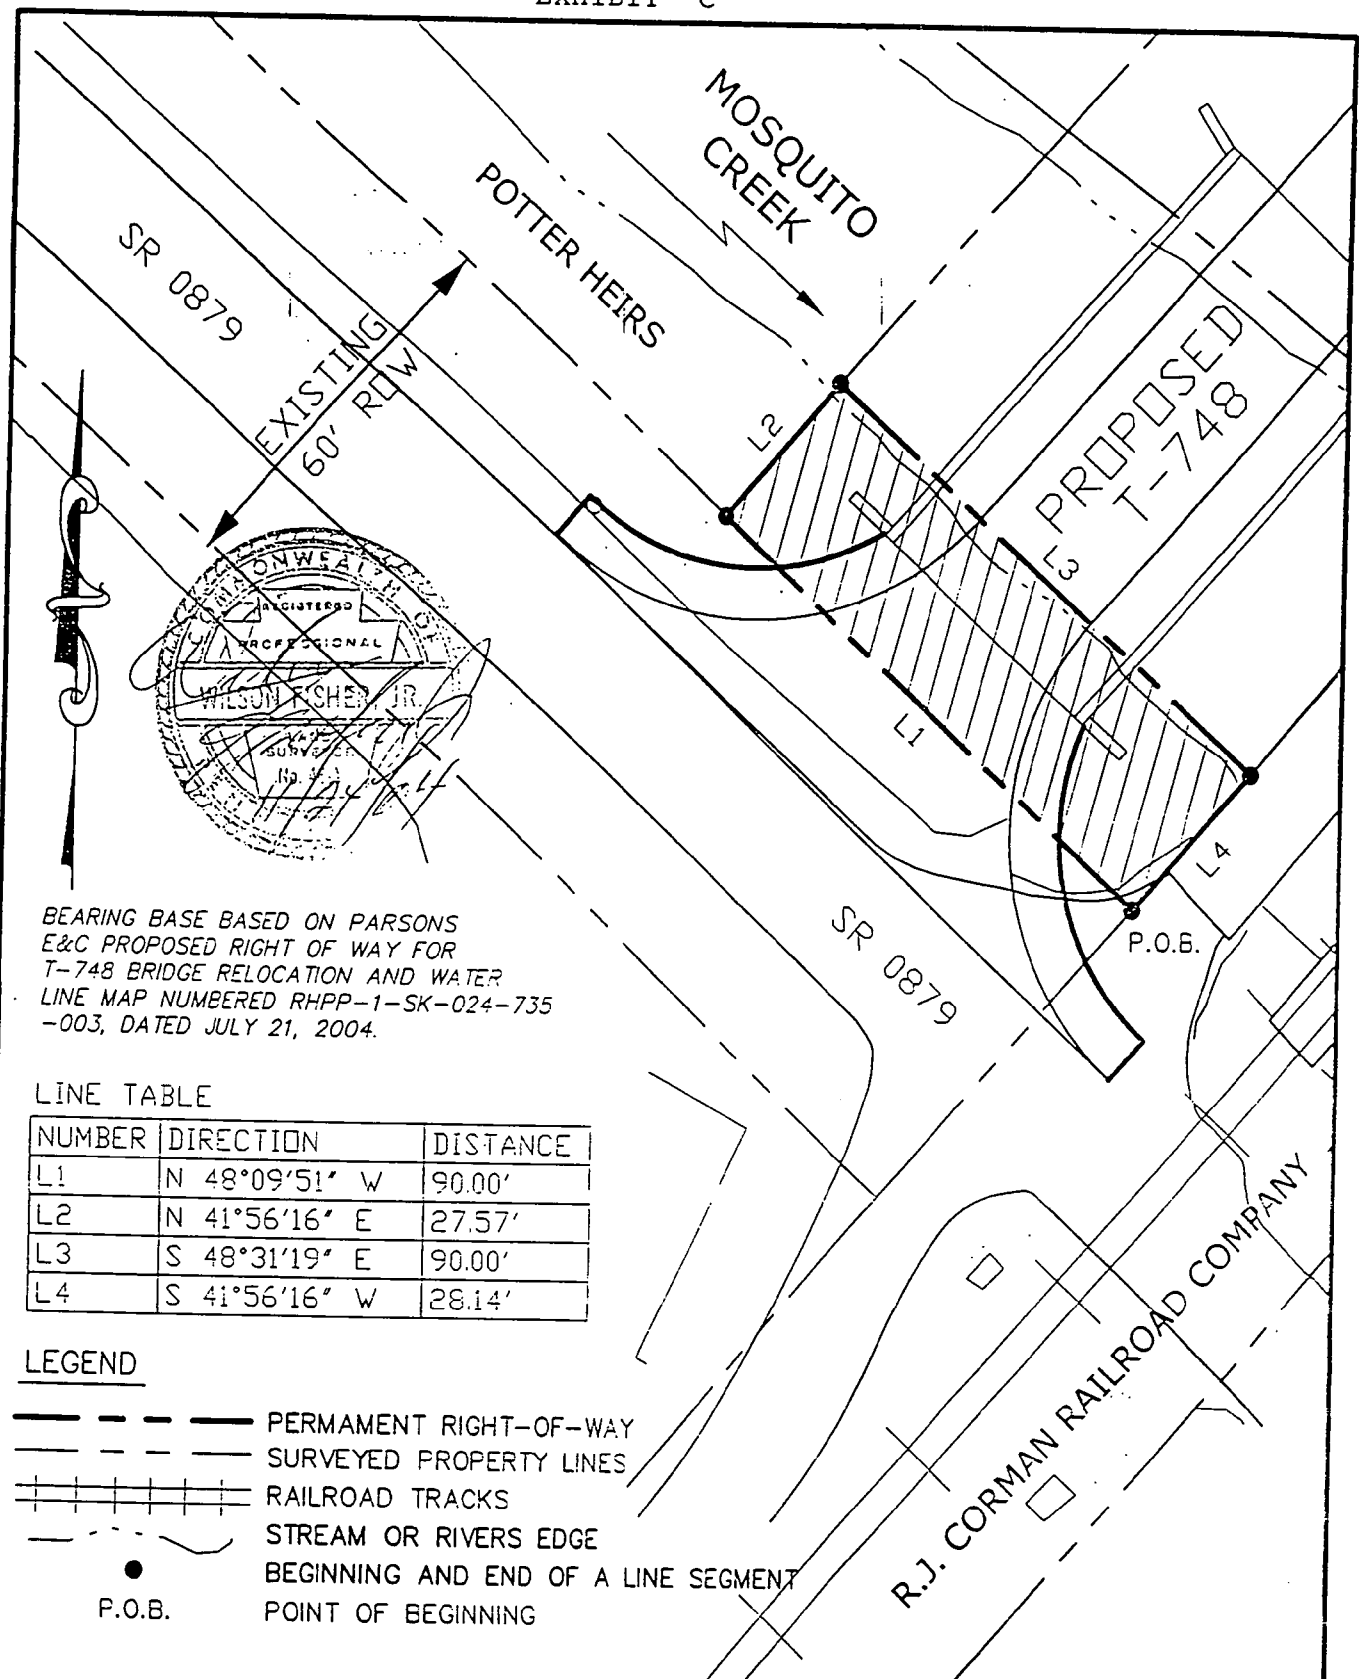 EXHIBIT "C"
MOSQUITO
CREEK
POTTER HEIRS
SR 0879
EXISTING
60' ROW
PROPOSED
T-748
L2
L3
L1
L4
P.O.B.
SR 0879
COMMONWEALTH OF
REGISTERED
PROFESSIONAL
WILSON FISHER, JR.
SURVEYOR
No.
BEARING BASE BASED ON PARSONS
E&C PROPOSED RIGHT OF WAY FOR
T-748 BRIDGE RELOCATION AND WATER
LINE MAP NUMBERED RHPP-1-SK-024-735
-003, DATED JULY 21, 2004.
LINE TABLE
NUMBER DIRECTION DISTANCE
L1 N 48°09'51" W 90.00'
L2 N 41°56'16" E 27.57'
L3 S 48°31'19" E 90.00'
L4 S 41°56'16" W 28.14'
R.J. CORMAN RAILROAD COMPANY
LEGEND
PERMAMENT RIGHT-OF-WAY
SURVEYED PROPERTY LINES
RAILROAD TRACKS
STREAM OR RIVERS EDGE
BEGINNING AND END OF A LINE SEGMENT
P.O.B. POINT OF BEGINNING